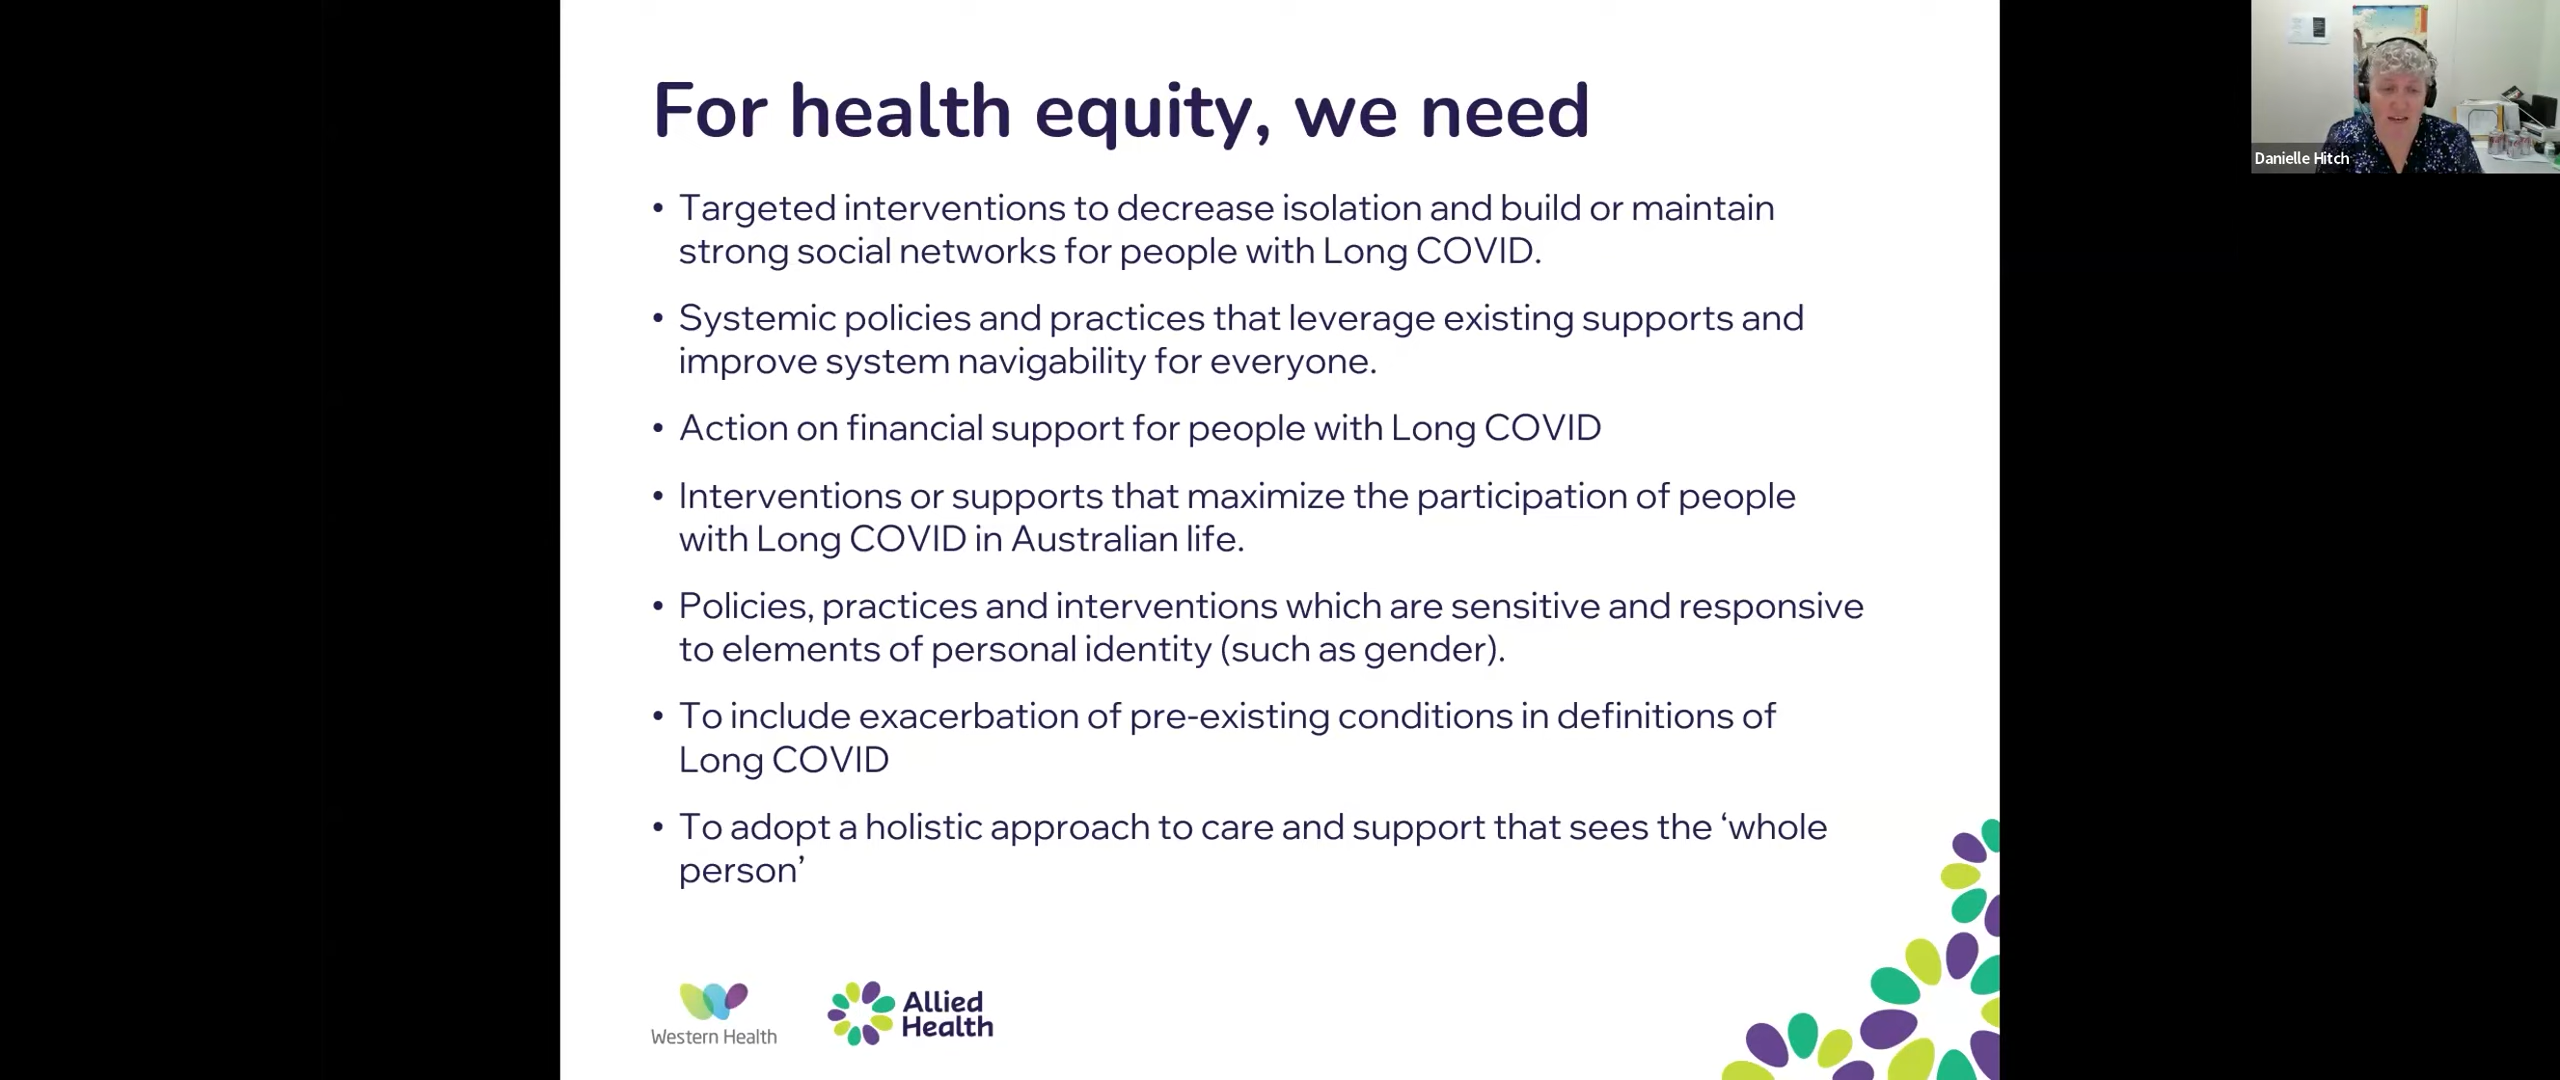 For health equity, we need
• Targeted interventions to decrease isolation and build or maintain
strong social networks for people with Long COVID.
• Systemic policies and practices that leverage existing supports and
improve system navigability for everyone.
• Action on financial support for people with Long COVID
• Interventions or supports that maximize the participation of people
with Long COVID in Australian life.
• Policies, practices and interventions which are sensitive and responsive
to elements of personal identity (such as gender).
• To include exacerbation of pre-existing conditions in definitions of
Long COVID
• To adopt a holistic approach to care and support that sees the ‘whole
person’
Western Health
Allied
Health
Danielle Hitch